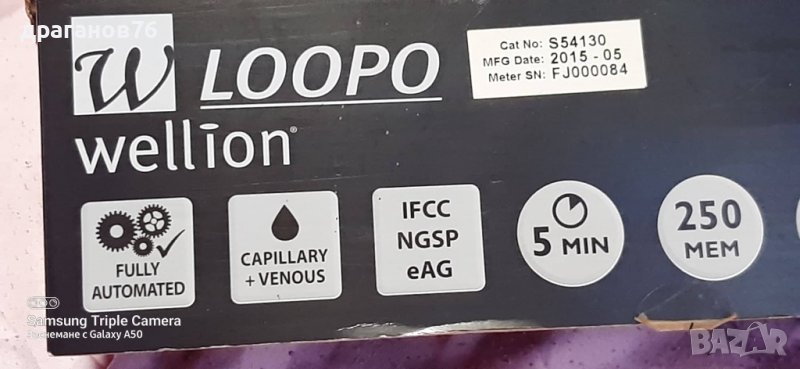 драганов76
W
LOOPO
wellion®
Cat No: S54130
MFG Date: 2015 - 05
Meter SN: FJ000084
FULLY
AUTOMATED
CAPILLARY
+ VENOUS
IFCC
NGSP
eAG
5 MIN
250
MEM
Samsung Triple Camera
Заснемане с Galaxy A50
BAZAR